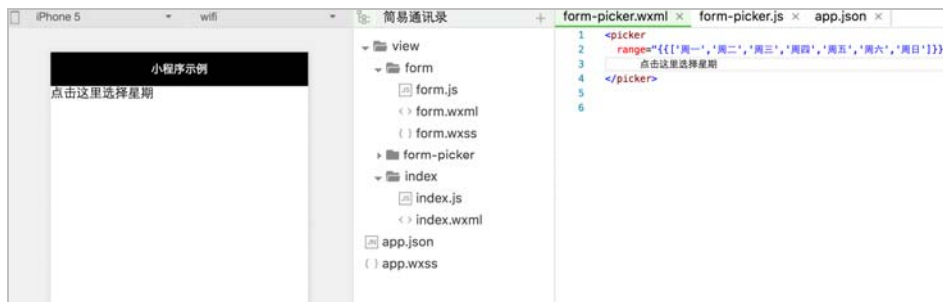 iPhone 5 wifi
小程序示例
点击这里选择星期
简易通讯录 +
view
form
form.js
form.wxml
form.wxss
form-picker
index
index.js
index.wxml
app.json
app.wxss
form-picker.wxml × form-picker.js × app.json ×
1 <picker
2 range="{{['周一','周二','周三','周四','周五','周六','周日']}}
3 点击这里选择星期
4 </picker>
5
6